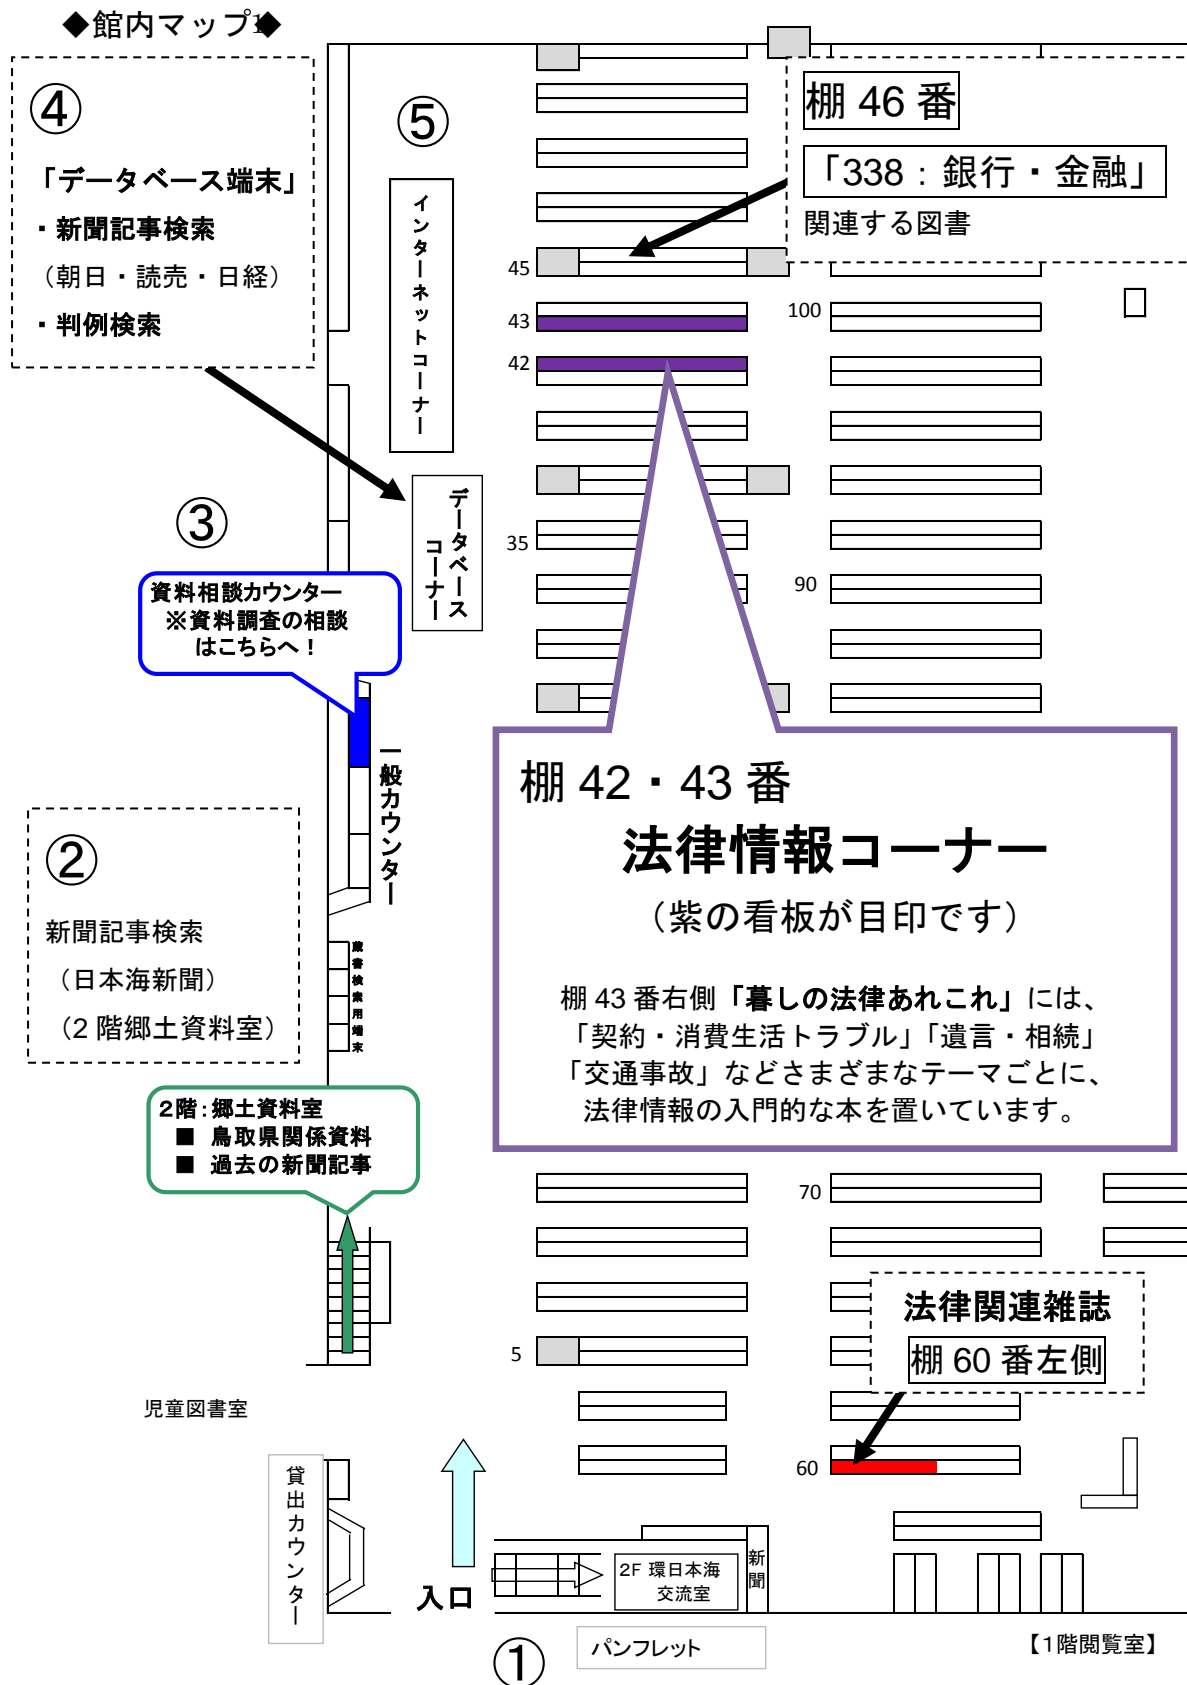 ◆館内マップ◆
1
④
「データベース端末」
・新聞記事検索
（朝日・読売・日経）
・判例検索
⑤
インターネットコーナー
棚 46 番
「338：銀行・金融」
関連する図書
45
43
42
100
データベース
コーナー
35
90
③
資料相談カウンター
※資料調査の相談
はこちらへ！
一般カウンター
棚 42・43 番
法律情報コーナー
（紫の看板が目印です）
棚 43 番右側「暮しの法律あれこれ」には、
「契約・消費生活トラブル」「遺言・相続」
「交通事故」などさまざまなテーマごとに、
法律情報の入門的な本を置いています。
②
新聞記事検索
（日本海新聞）
（2 階郷土資料室）
蔵書検索用端末
2階：郷土資料室
■ 鳥取県関係資料
■ 過去の新聞記事
70
法律関連雑誌
棚 60 番左側
5
児童図書室
60
貸出カウンター
入口
2F 環日本海
交流室
新聞
①
パンフレット
【1階閲覧室】